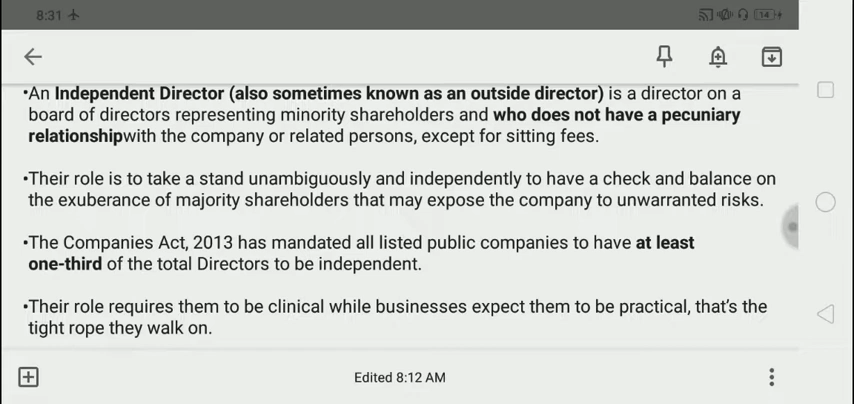 8:31
14
•An Independent Director (also sometimes known as an outside director) is a director on a
board of directors representing minority shareholders and who does not have a pecuniary
relationshipwith the company or related persons, except for sitting fees.
•Their role is to take a stand unambiguously and independently to have a check and balance on
the exuberance of majority shareholders that may expose the company to unwarranted risks.
•The Companies Act, 2013 has mandated all listed public companies to have at least
one-third of the total Directors to be independent.
•Their role requires them to be clinical while businesses expect them to be practical, that's the
tight rope they walk on.
Edited 8:12 AM